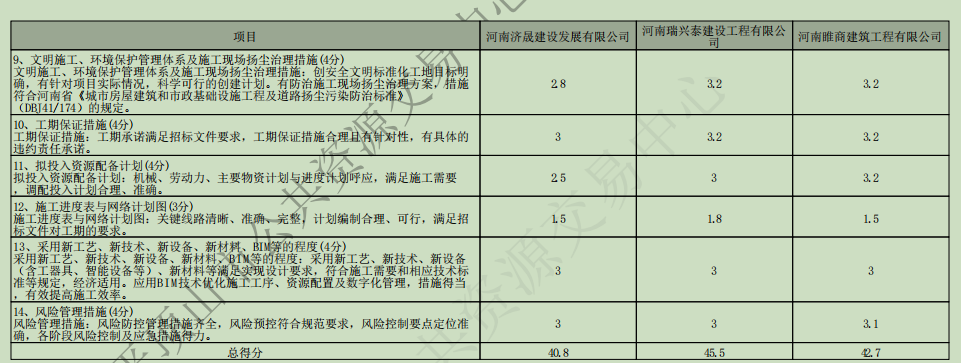 项目 河南济晟建设发展有限公司 河南瑞兴泰建设工程有限公
司 河南睢商建筑工程有限公司
9、文明施工、环境保护管理体系及施工现场扬尘治理措施(4分)
文明施工、环境保护管理体系及施工现场扬尘治理措施：创安全文明标准化工地目标明
确，有针对项目实际情况，科学可行的创建计划。有防治施工现场扬尘治理方案，措施
符合河南省《城市房屋建筑和市政基础设施工程及道路扬尘污染防治标准》
（DBJ41/174）的规定。 2.8 3.2 3.2
10、工期保证措施(4分)
工期保证措施：工期承诺满足招标文件要求，工期保证措施合理且有针对性，有具体的
违约责任承诺。 3 3.2 3.2
11、拟投入资源配备计划(4分)
拟投入资源配备计划：机械、劳动力、主要物资计划与进度计划呼应，满足施工需要
，调配投入计划合理、准确。 2.5 3 3.2
12、施工进度表与网络计划图(3分)
施工进度表与网络计划图：关键线路清晰、准确、完整，计划编制合理、可行，满足招
标文件对工期的要求。 1.5 1.8 1.5
13、采用新工艺、新技术、新设备、新材料、BIM等的程度(4分)
采用新工艺、新技术、新设备、新材料、BIM等的程度：采用新工艺、新技术、新设备
（含工器具、智能设备等）、新材料等满足实现设计要求，符合施工需要和相应技术标
准等规定，经济适用。应用BIM技术优化施工工序、资源配置及数字化管理，措施得当
，有效提高施工效率。 3 3 3
14、风险管理措施(4分)
风险管理措施：风险防控管理措施齐全，风险预控符合规范要求，风险控制要点定位准
确，各阶段风险控制及应急措施得力。 3 3 3.1
总得分 40.8 45.5 42.7